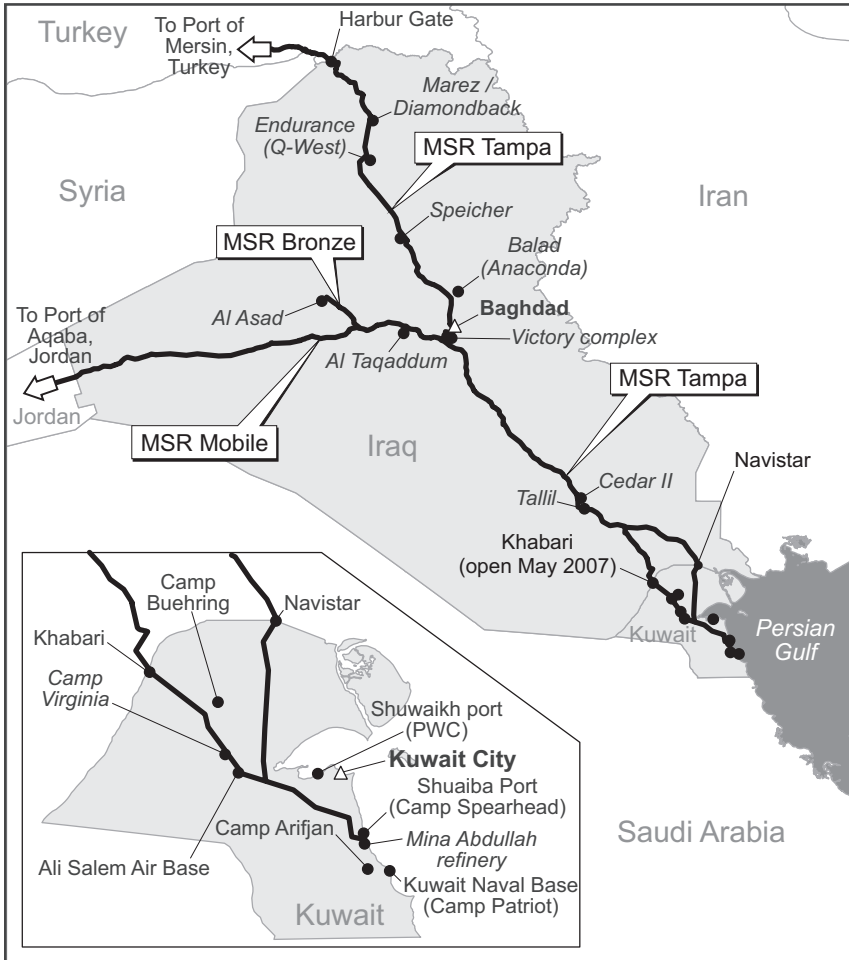 Turkey
To Port of
Mersin,
Turkey
Harbur Gate
Marez /
Diamondback
Endurance
(Q-West)
MSR Tampa
Syria
Iran
Speicher
MSR Bronze
Balad
(Anaconda)
Al Asad
Baghdad
To Port of
Aqaba,
Jordan
Victory complex
Al Taqaddum
MSR Tampa
Jordan
MSR Mobile
Iraq
Navistar
Cedar II
Tallil
Khabari
(open May 2007)
Kuwait
Persian
Gulf
Saudi Arabia
Camp
Buehring
Navistar
Khabari
Camp
Virginia
Shuwaikh port
(PWC)
Kuwait City
Shuaiba Port
(Camp Spearhead)
Camp Arifjan
Mina Abdullah
refinery
Ali Salem Air Base
Kuwait Naval Base
(Camp Patriot)
Kuwait